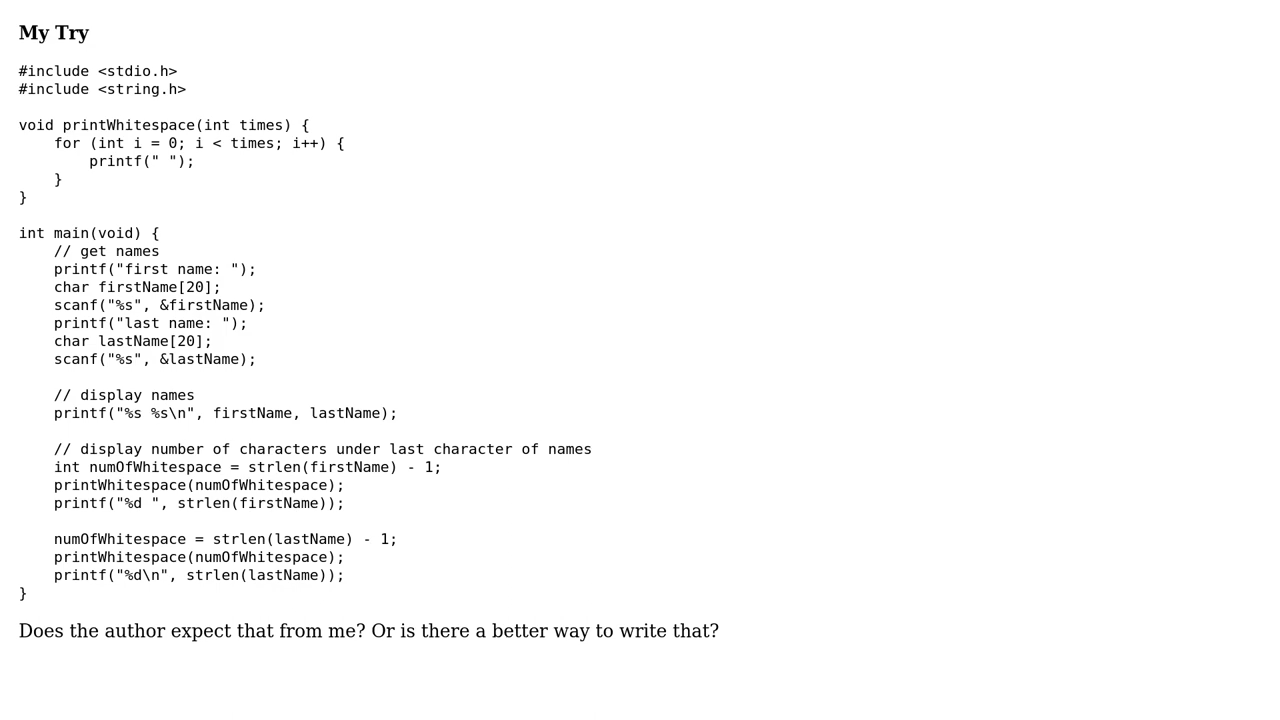 My Try
#include <stdio.h>
#include <string.h>

void printWhitespace(int times) {
    for (int i = 0; i < times; i++) {
        printf(" ");
    }
}

int main(void) {
    // get names
    printf("first name: ");
    char firstName[20];
    scanf("%s", &firstName);
    printf("last name: ");
    char lastName[20];
    scanf("%s", &lastName);

    // display names
    printf("%s %s\n", firstName, lastName);

    // display number of characters under last character of names
    int numOfWhitespace = strlen(firstName) - 1;
    printWhitespace(numOfWhitespace);
    printf("%d ", strlen(firstName));

    numOfWhitespace = strlen(lastName) - 1;
    printWhitespace(numOfWhitespace);
    printf("%d\n", strlen(lastName));
}
Does the author expect that from me? Or is there a better way to write that?